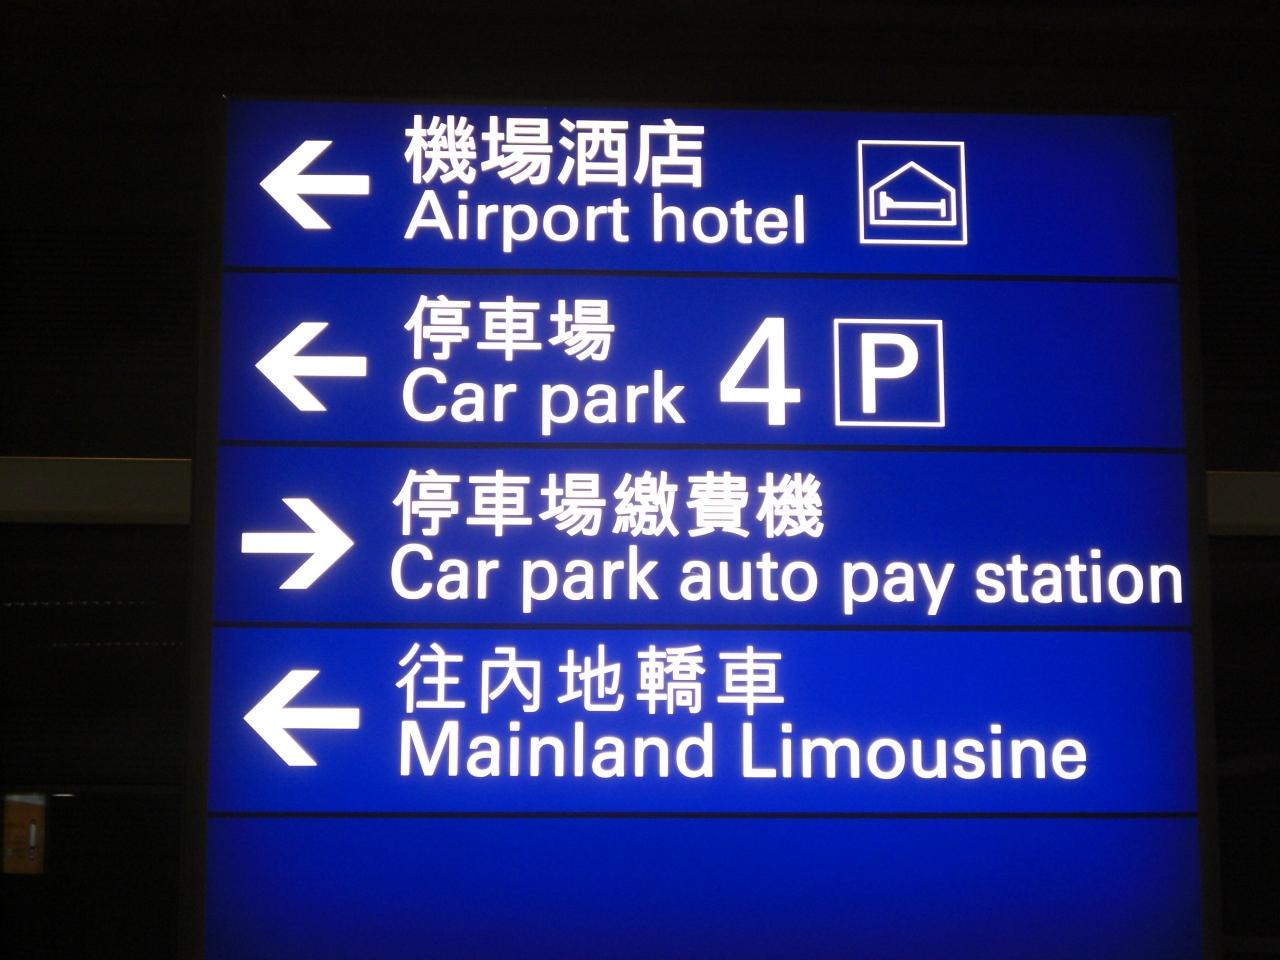 機場酒店
Airport hotel
停車場
Car park 4 P
停車場繳費機
Car park auto pay station
往內地轎車
Mainland Limousine